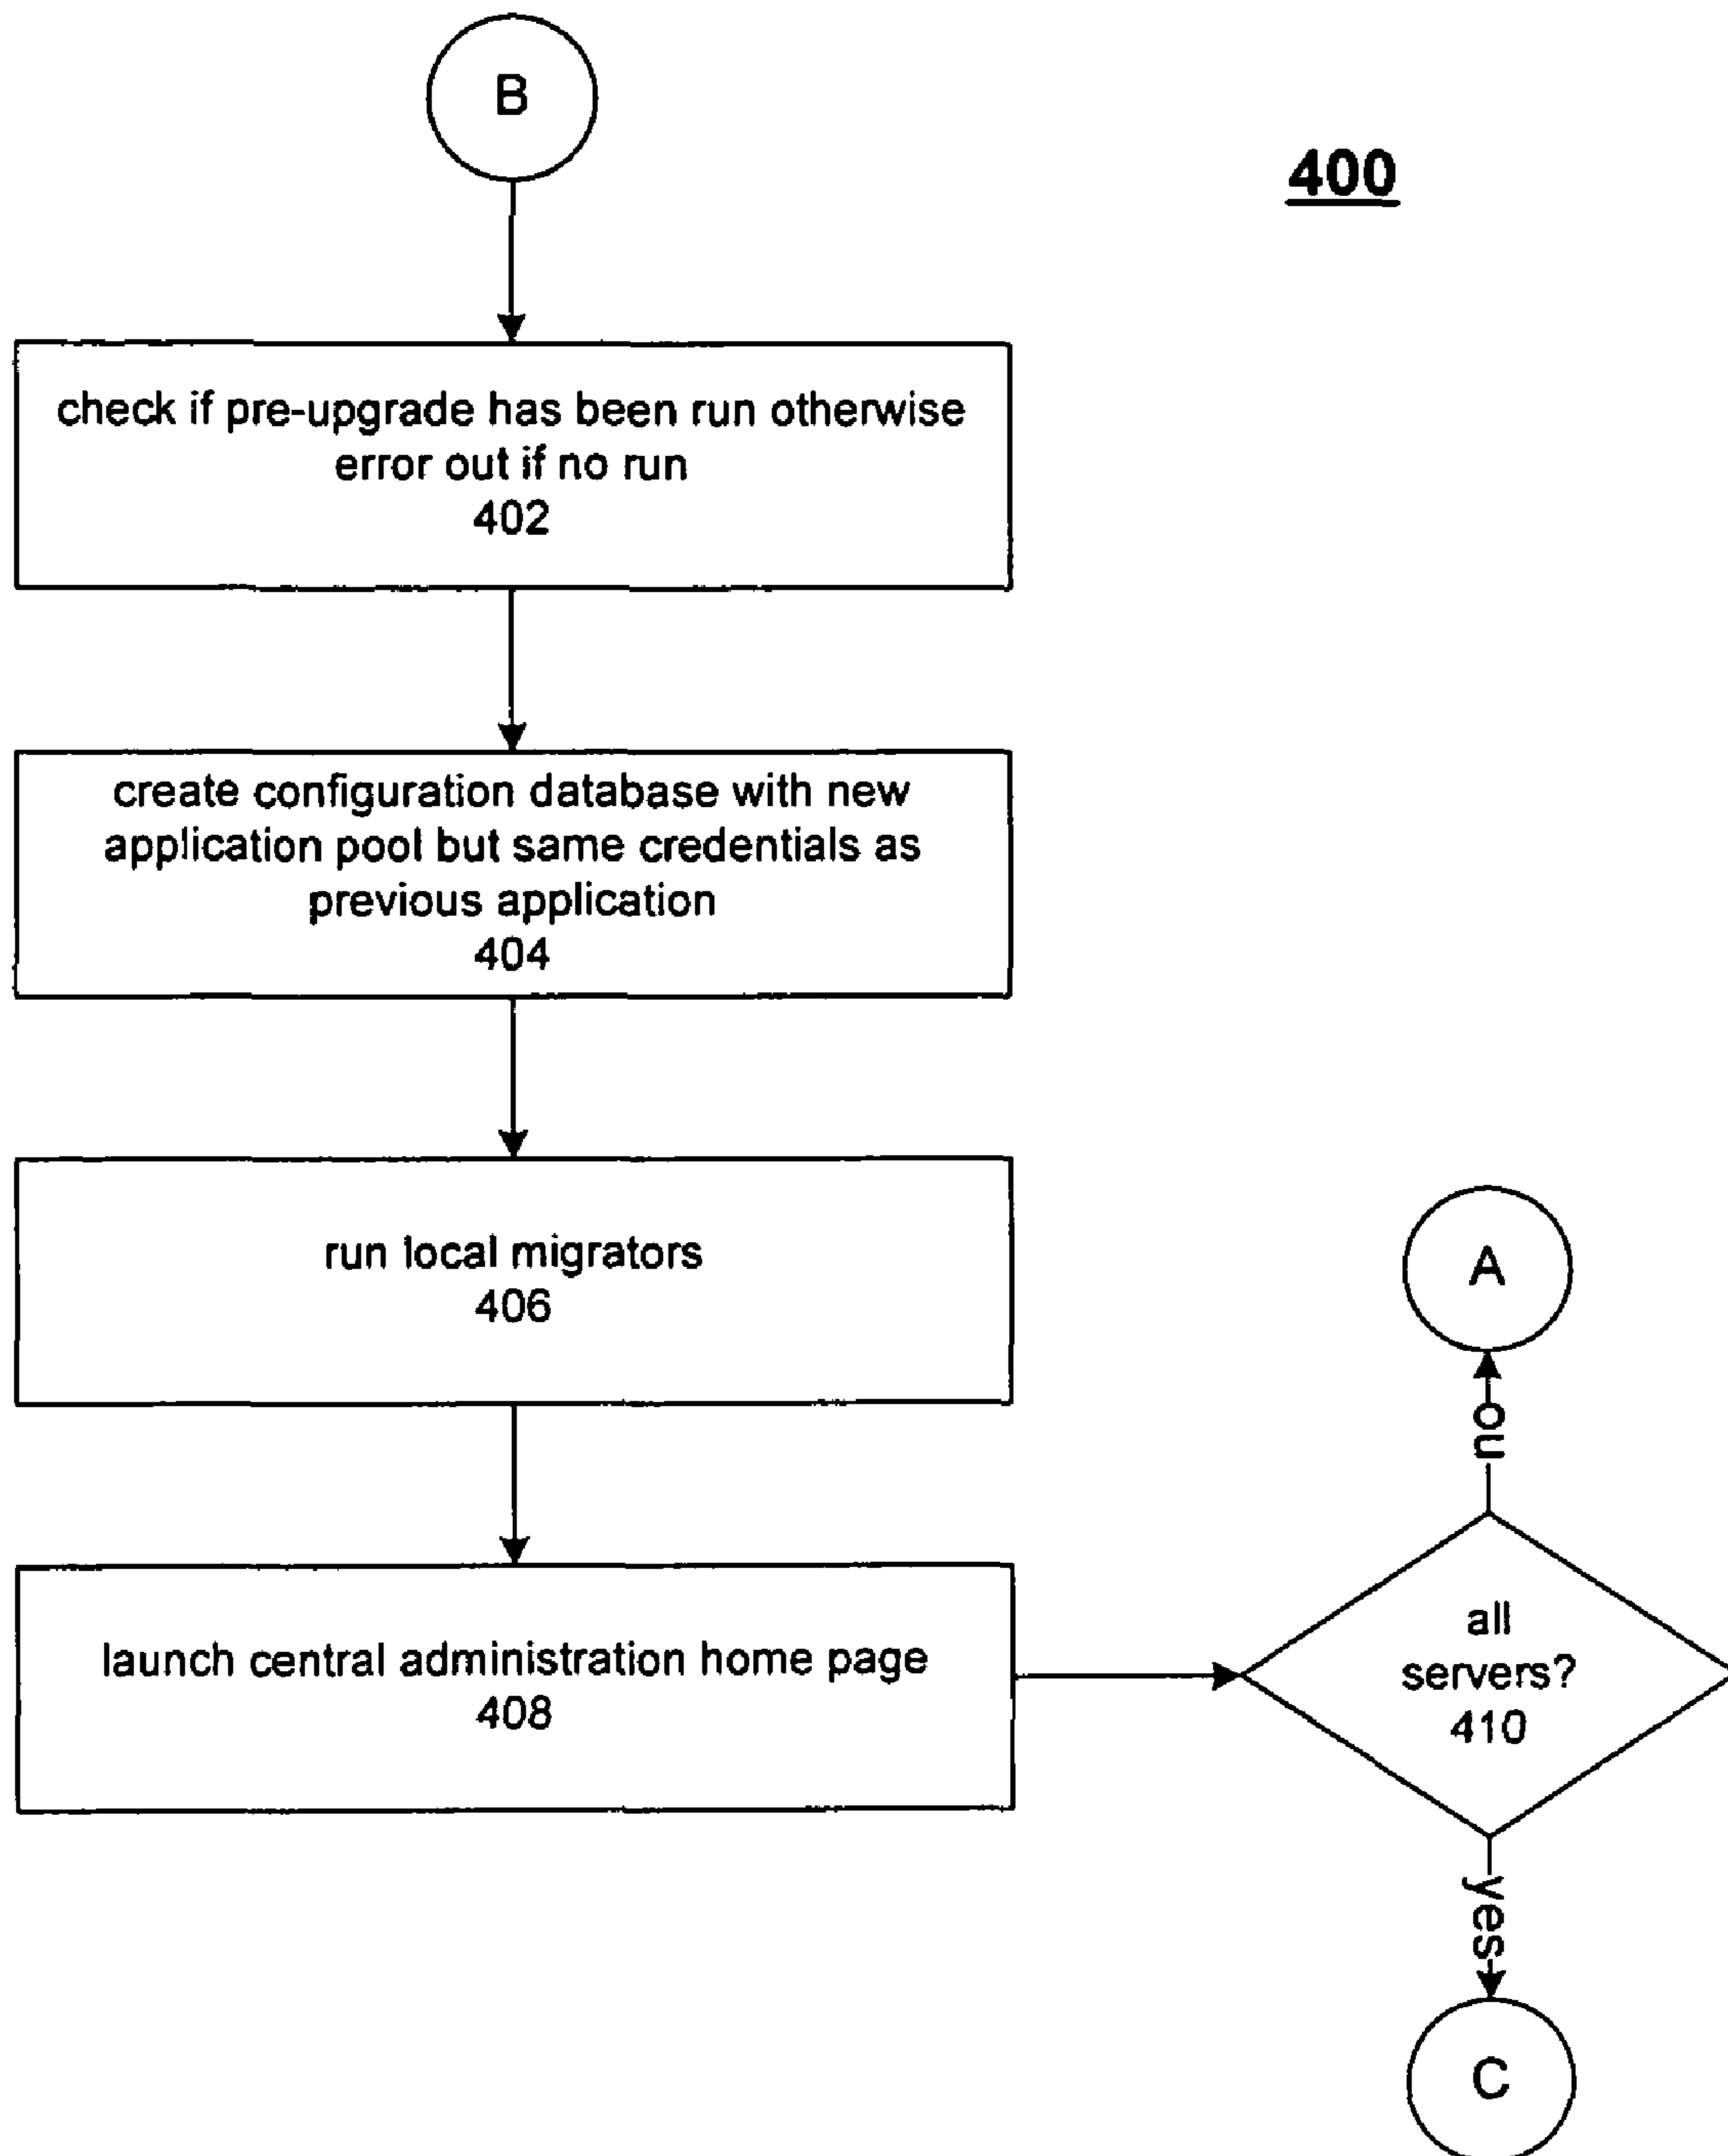 B
400
check if pre-upgrade has been run otherwise
error out if no run
402
create configuration database with new
application pool but same credentials as
previous application
404
run local migrators
406
A
no
launch central administration home page
408
all
servers?
410
yes
C